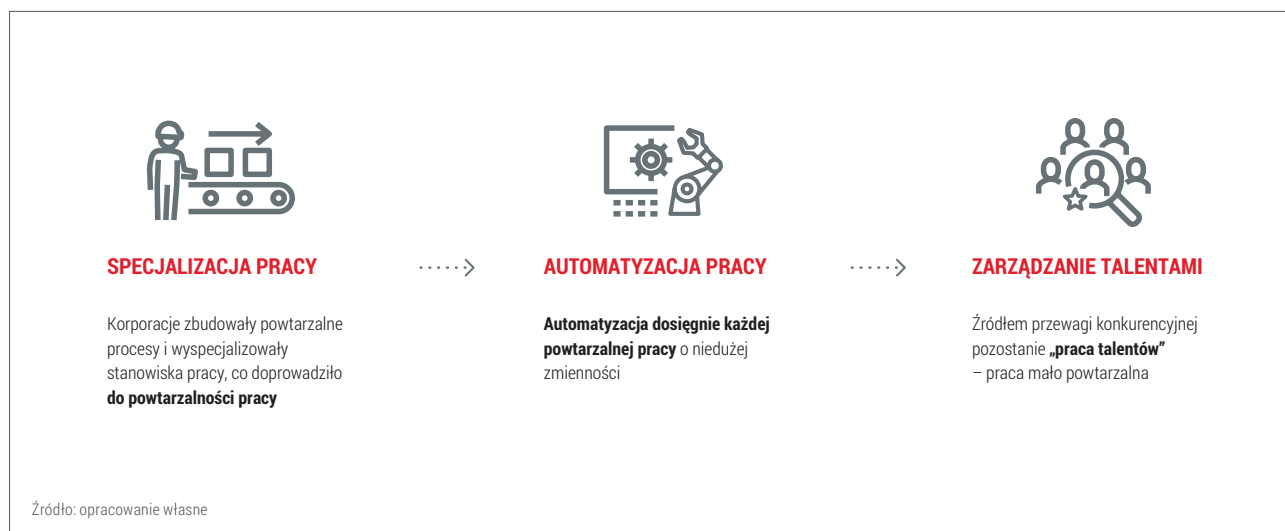 SPECJALIZACJA PRACY
Korporacje zbudowały powtarzalne
procesy i wyspecjalizowały
stanowiska pracy, co doprowadziło
do powtarzalności pracy
AUTOMATYZACJA PRACY
Automatyzacja dosięgnie każdej
powtarzalnej pracy o niedużej
zmienności
ZARZĄDZANIE TALENTAMI
Źródłem przewagi konkurencyjnej
pozostanie „praca talentów”
– praca mało powtarzalna
Źródło: opracowanie własne